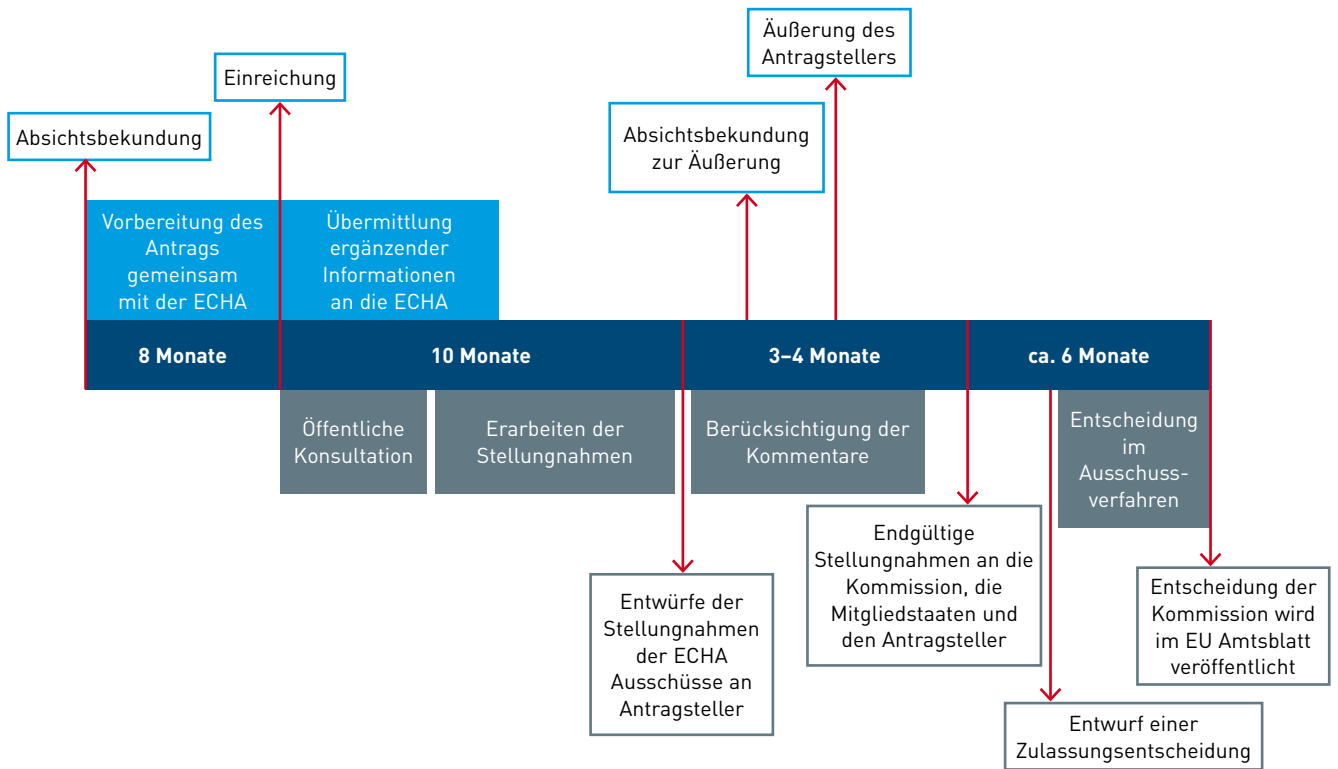 Äußerung des
Antragstellers
Einreichung
Absichtsbekundung
Absichtsbekundung
zur Äußerung
Vorbereitung des
Antrags
gemeinsam
mit der ECHA
Übermittlung
ergänzender
Informationen
an die ECHA
8 Monate
10 Monate
3–4 Monate
ca. 6 Monate
Öffentliche
Konsultation
Erarbeiten der
Stellungnahmen
Berücksichtigung der
Kommentare
Entscheidung
im
Ausschuss-
verfahren
Entwürfe der
Stellungnahmen
der ECHA
Ausschüsse an
Antragsteller
Endgültige
Stellungnahmen an die
Kommission, die
Mitgliedstaaten und
den Antragsteller
Entwurf einer
Zulassungsentscheidung
Entscheidung der
Kommission wird
im EU Amtsblatt
veröffentlicht